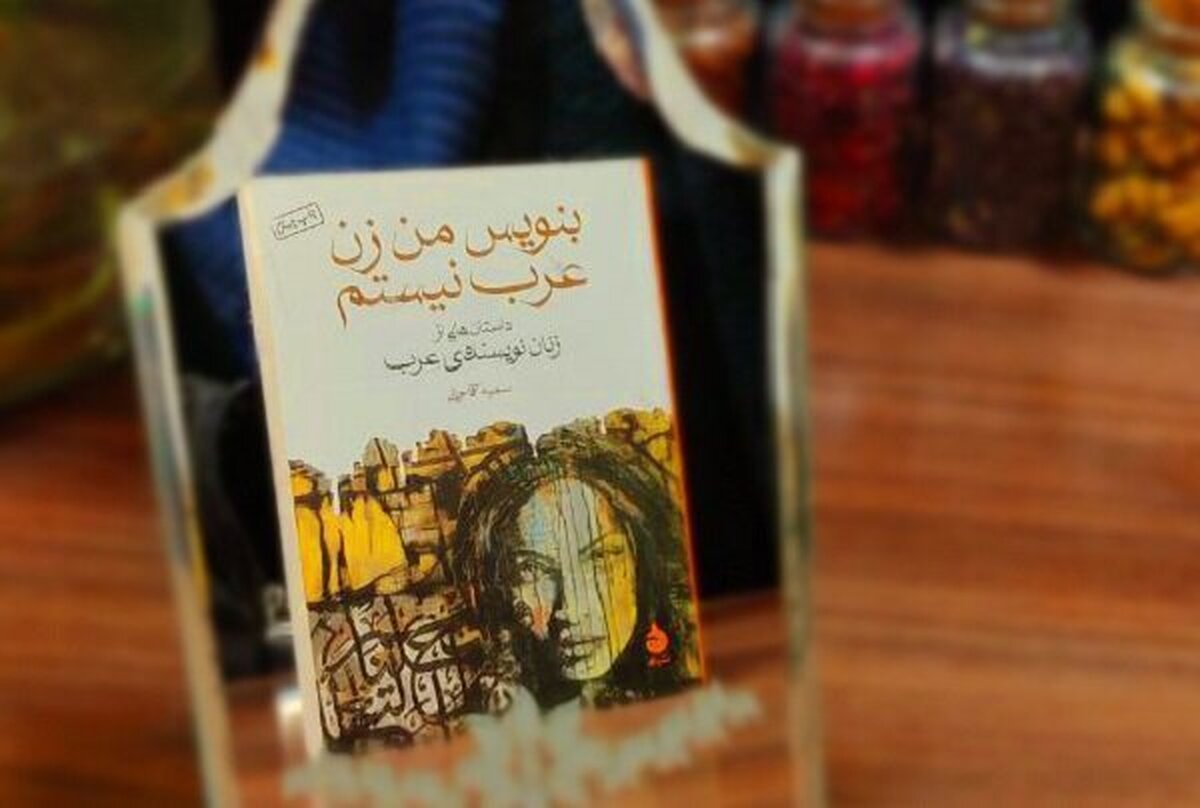 بنویس من زن
عرب نیستم
داستان‌هایی از
زنان نویسنده‌ی عرب